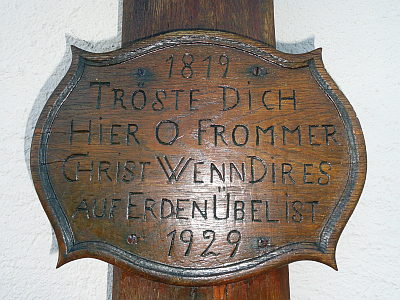 1819
TRÖSTE DICH
HIER O FROMMER
CHRIST WENN DIR ES
AUF ERDEN ÜBEL IST
1929